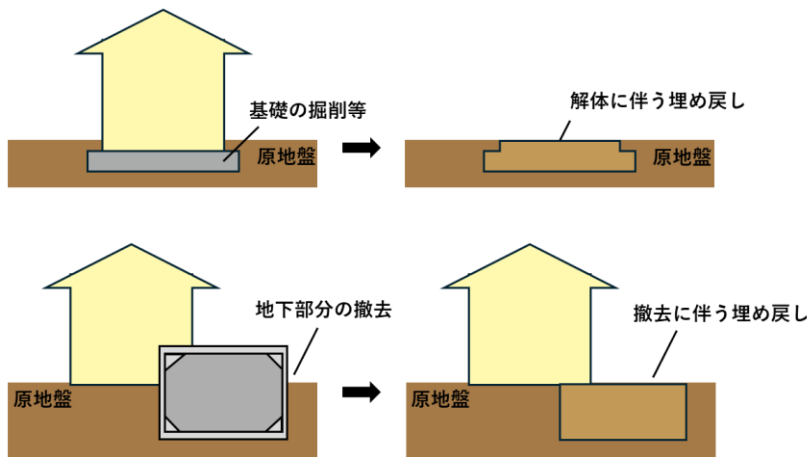 基礎の掘削等
原地盤
解体に伴う埋め戻し
原地盤
地下部分の撤去
原地盤
撤去に伴う埋め戻し
原地盤